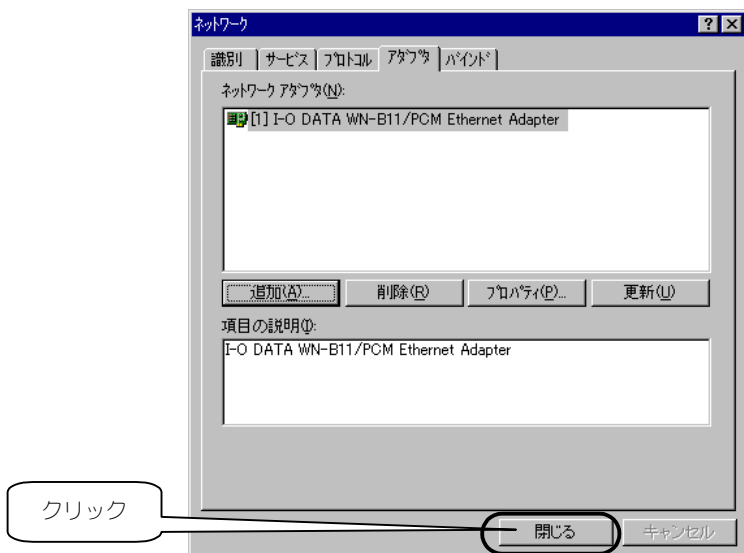 ネットワーク
識別 サービス プロトコル アダプタ バインド
ネットワーク アダプタ(N):
[1] I-O DATA WN-B11/PCM Ethernet Adapter
追加(A)... 削除(R) プロパティ(P)... 更新(U)
項目の説明(I):
I-O DATA WN-B11/PCM Ethernet Adapter
クリック
閉じる キャンセル